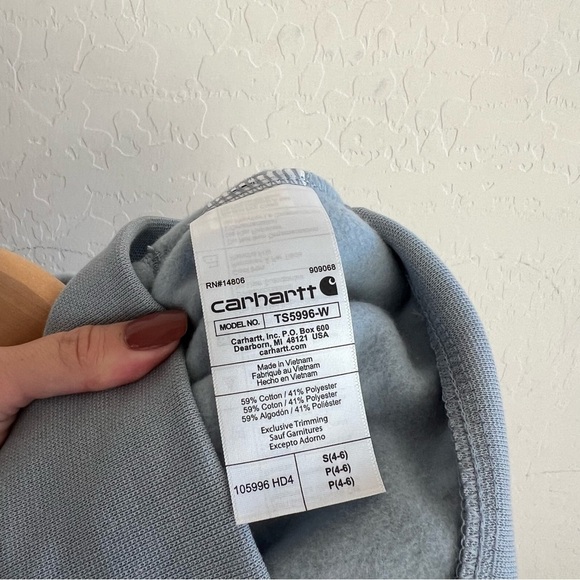 RN#14806 909068
carhartt
MODEL NO. TS5996-W
Carhartt, Inc. P.O. Box 600
Dearborn, MI 48121 USA
carhartt.com
Made in Vietnam
Fabriqué au Vietnam
Hecho en Vietnam
59% Cotton / 41% Polyester
59% Coton / 41% Polyester
59% Algodón / 41% Poliéster
Exclusive Trimming
Sauf Garnitures
Excepto Adorno
105996 HD4
S(4-6)
P(4-6)
P(4-6)